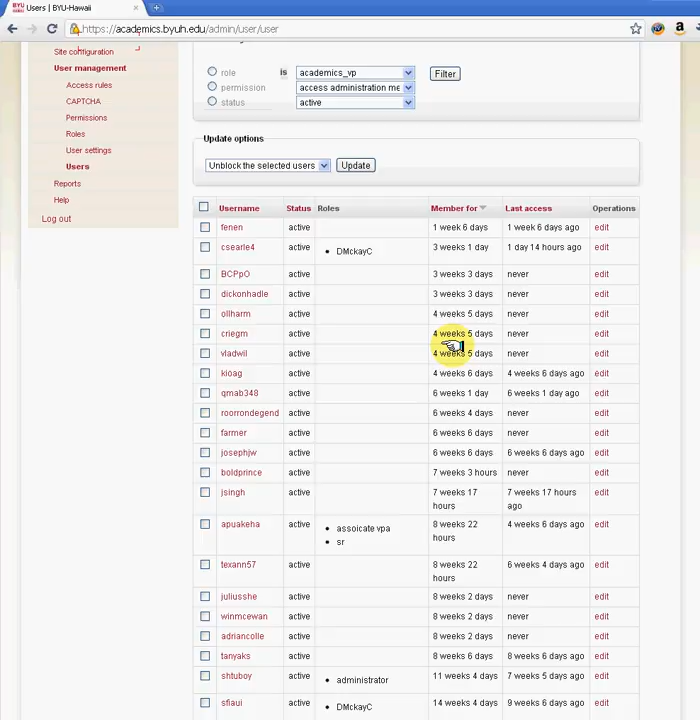 Users | BYU-Hawaii
https://academics.byuh.edu/admin/user/user
Site configuration
User management
Access rules
CAPTCHA
Permissions
Roles
User settings
Users
Reports
Help
Log out
role is academics_vp Filter
permission access administration me
status active
Update options
Unblock the selected users Update
Username Status Roles Member for Last access Operations
fenen active 1 week 6 days 1 week 6 days ago edit
csearle4 active DMckayC 3 weeks 1 day 1 day 14 hours ago edit
BCPpO active 3 weeks 3 days never edit
dickonhadle active 3 weeks 3 days never edit
ollharm active 4 weeks 5 days never edit
criegm active 4 weeks 5 days never edit
vladwil active 4 weeks 5 days never edit
kioag active 4 weeks 6 days 4 weeks 6 days ago edit
qmab348 active 6 weeks 1 day 6 weeks 1 day ago edit
roorrondegend active 6 weeks 4 days never edit
farmer active 6 weeks 6 days never edit
josephjw active 6 weeks 6 days 6 weeks 6 days ago edit
boldprince active 7 weeks 3 hours never edit
jsingh active 7 weeks 17 hours 7 weeks 17 hours ago edit
apuakeha active assoicate vpa sr 8 weeks 22 hours 4 weeks 6 days ago edit
texann57 active 8 weeks 22 hours 6 weeks 4 days ago edit
juliusshe active 8 weeks 2 days never edit
winmcewan active 8 weeks 2 days never edit
adriancolle active 8 weeks 2 days never edit
tanyaks active 8 weeks 6 days 8 weeks 6 days ago edit
shtuboy active administrator 11 weeks 4 days 7 weeks 5 days ago edit
sfiaui active DMckayC 14 weeks 4 days 9 weeks 6 days ago edit